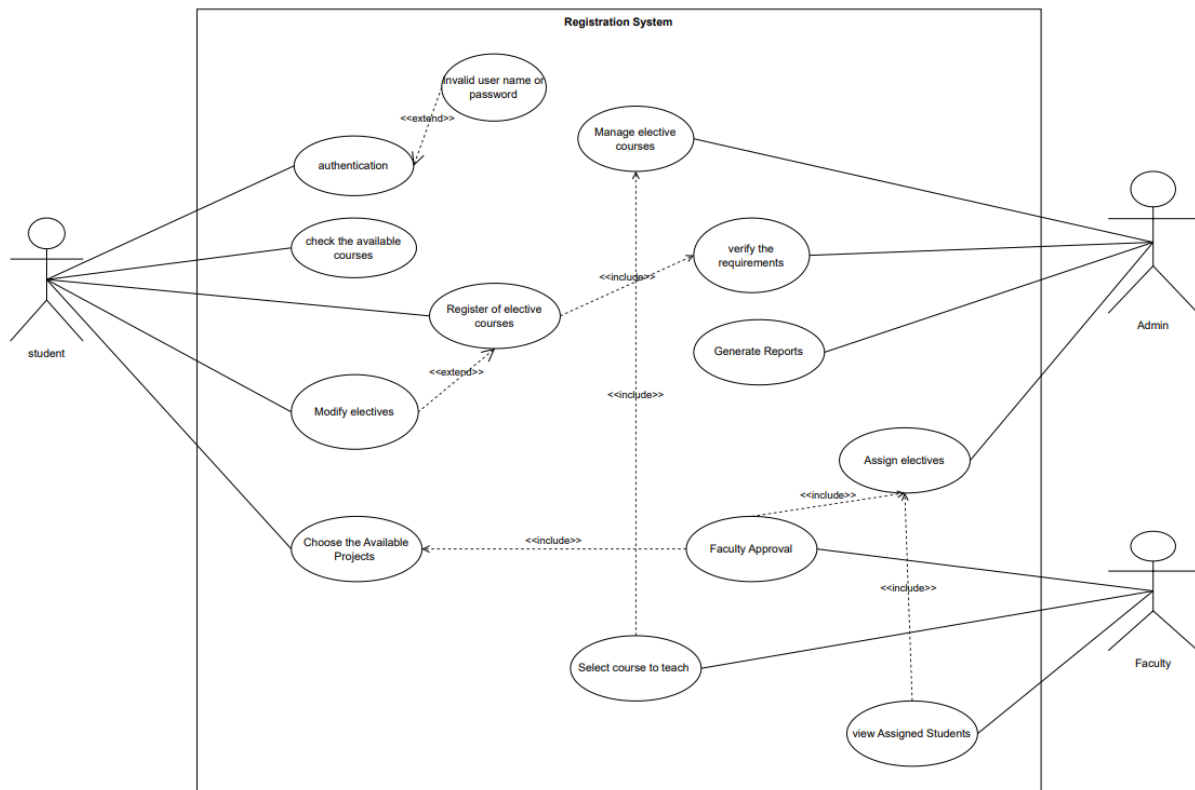 Registration System
Invalid user name or
password
<<extend>>
Manage elective
courses
authentication
check the available
courses
verify the
requirements
<<include>>
Register of elective
courses
Admin
student
Generate Reports
<<extend>>
<<include>>
Modify electives
Assign electives
<<include>>
Choose the Available
Projects
<<include>>
Faculty Approval
<<include>>
Select course to teach
Faculty
view Assigned Students